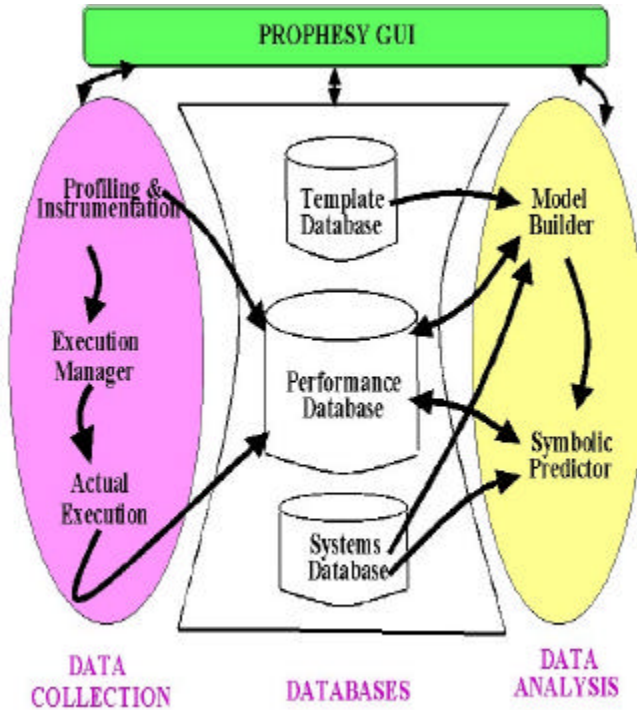 PROPHESY GUI
Profiling &
Instrumentation
Execution
Manager
Actual
Execution
Template
Database
Performance
Database
Systems
Database
Model
Builder
Symbolic
Predictor
DATA
COLLECTION
DATABASES
DATA
ANALYSIS